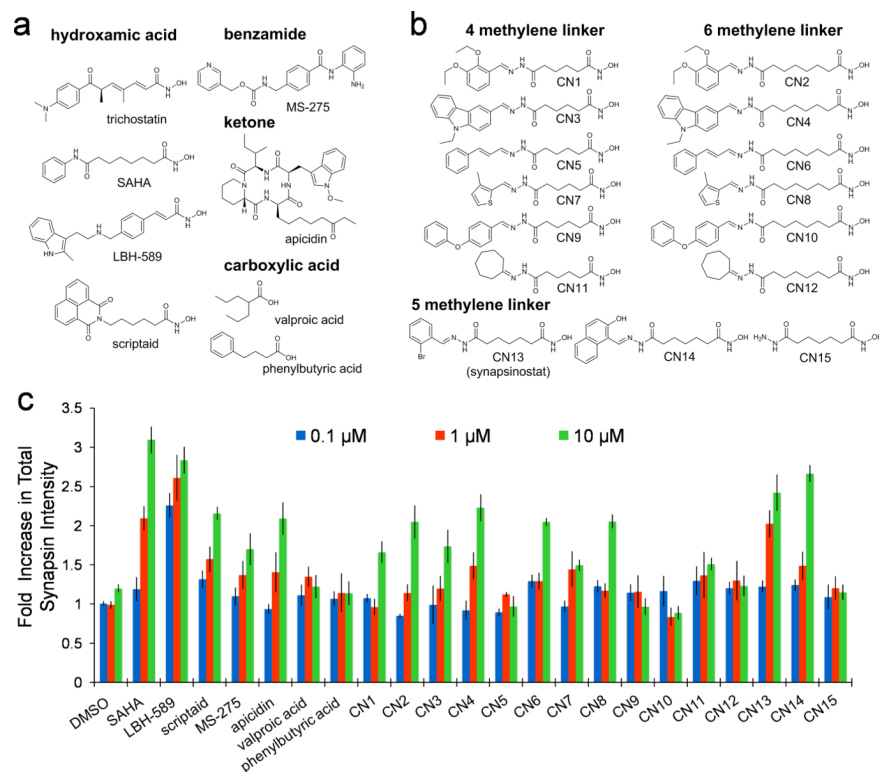 a
hydroxamic acid
benzamide
trichostatin
MS-275
ketone
SAHA
LBH-589
apicidin
carboxylic acid
scriptaid
valproic acid
phenylbutyric acid
b
4 methylene linker
6 methylene linker
CN1
CN2
CN3
CN4
CN5
CN6
CN7
CN8
CN9
CN10
CN11
CN12
5 methylene linker
CN13
(synapsinostat)
CN14
CN15
c
Fold Increase in Total
Synapsin Intensity
3.5
3
2.5
2
1.5
1
0.5
0
0.1 µM
1 µM
10 µM
DMSO
SAHA
LBH-589
scriptaid
MS-275
apicidin
valproic acid
phenylbutyric acid
CN1
CN2
CN3
CN4
CN5
CN6
CN7
CN8
CN9
CN10
CN11
CN12
CN13
CN14
CN15